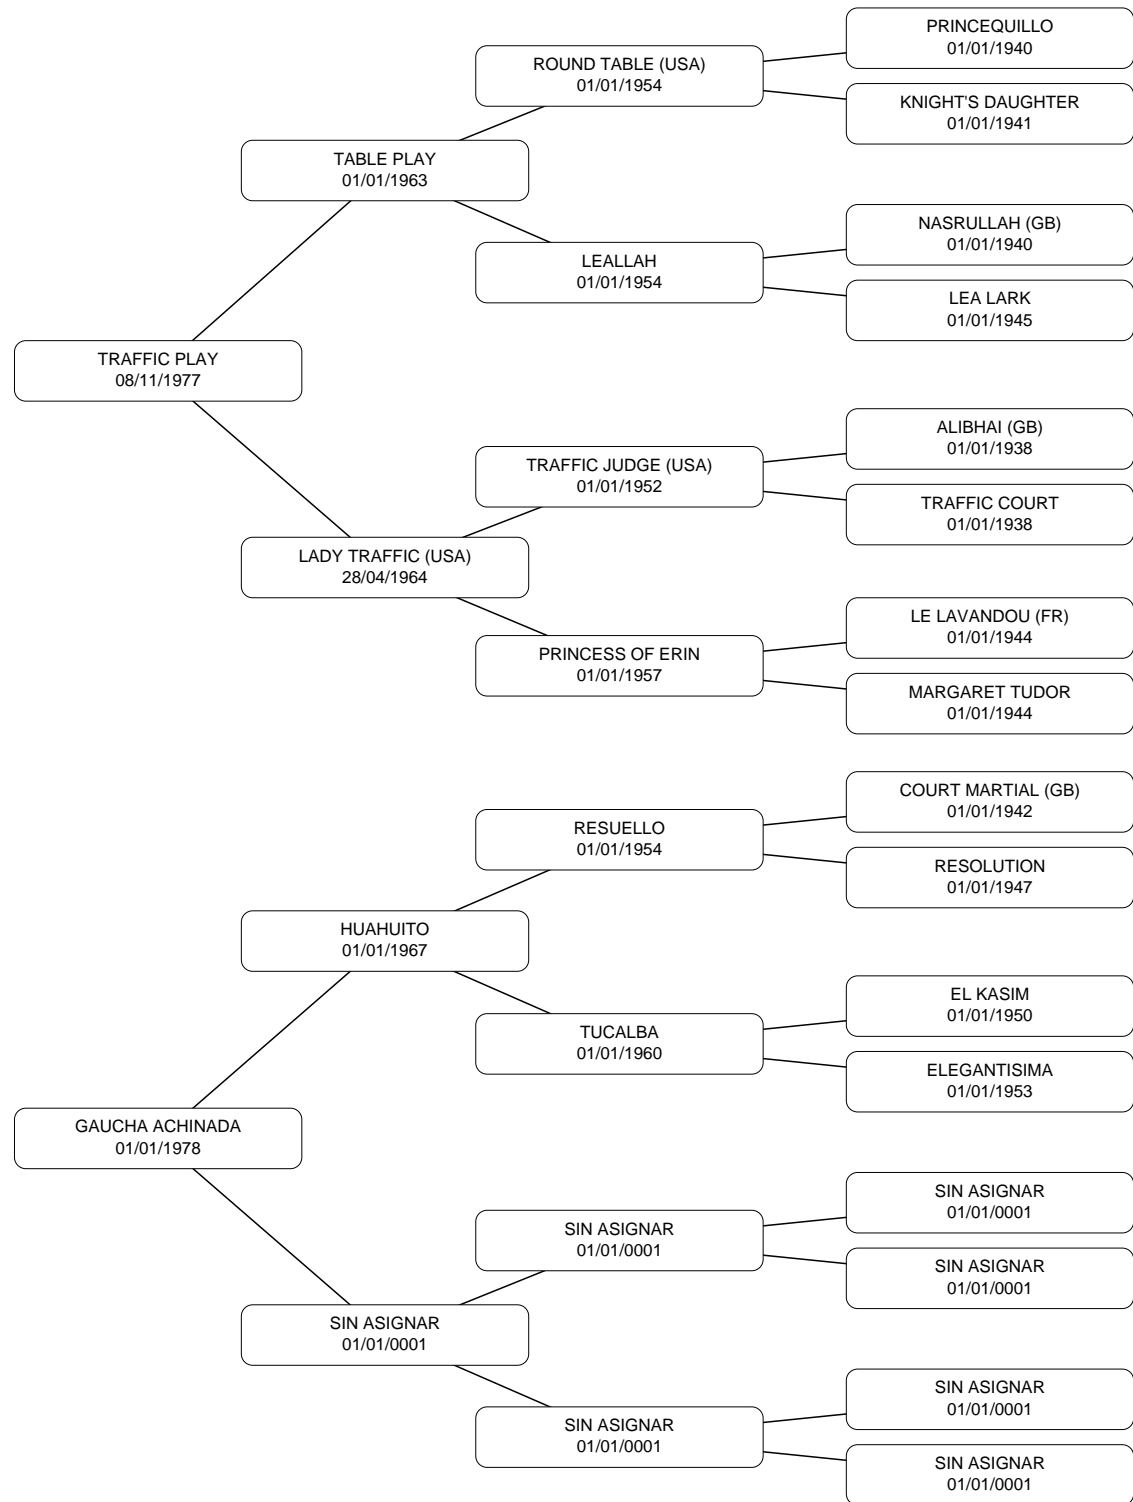 PRINCEQUILLO
01/01/1940
ROUND TABLE (USA)
01/01/1954
KNIGHT'S DAUGHTER
01/01/1941
TABLE PLAY
01/01/1963
NASRULLAH (GB)
01/01/1940
LEALLAH
01/01/1954
LEA LARK
01/01/1945
TRAFFIC PLAY
08/11/1977
ALIBHAI (GB)
01/01/1938
TRAFFIC JUDGE (USA)
01/01/1952
TRAFFIC COURT
01/01/1938
LADY TRAFFIC (USA)
28/04/1964
LE LAVANDOU (FR)
01/01/1944
PRINCESS OF ERIN
01/01/1957
MARGARET TUDOR
01/01/1944
COURT MARTIAL (GB)
01/01/1942
RESUELLO
01/01/1954
RESOLUTION
01/01/1947
HUAHUITO
01/01/1967
EL KASIM
01/01/1950
TUCALBA
01/01/1960
ELEGANTISIMA
01/01/1953
GAUCHA ACHINADA
01/01/1978
SIN ASIGNAR
01/01/0001
SIN ASIGNAR
01/01/0001
SIN ASIGNAR
01/01/0001
SIN ASIGNAR
01/01/0001
SIN ASIGNAR
01/01/0001
SIN ASIGNAR
01/01/0001
SIN ASIGNAR
01/01/0001